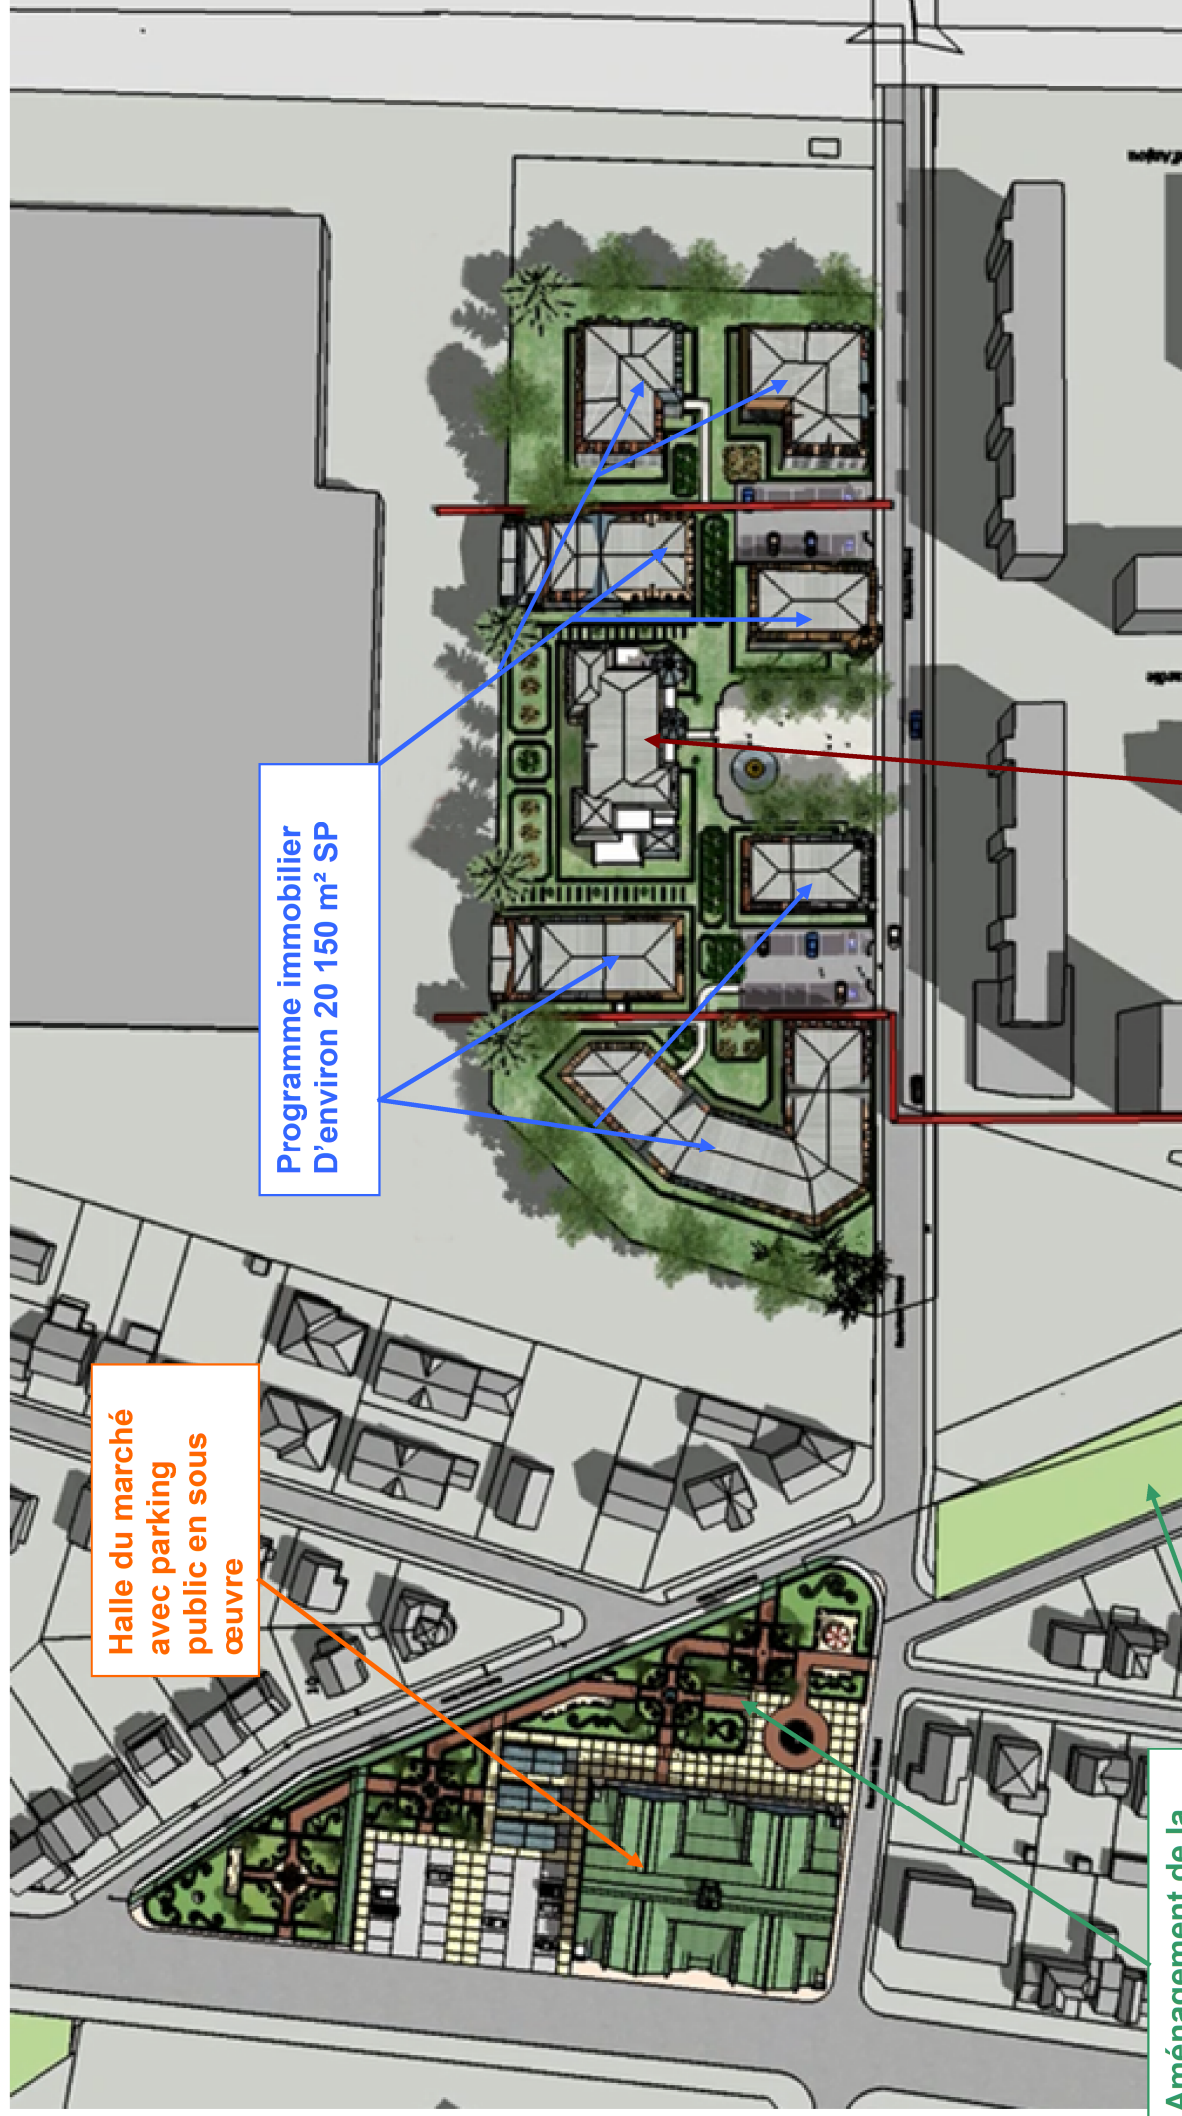 Programme immobilier
D'environ 20 150 m² SP
Halle du marché
avec parking
public en sous
œuvre
Aménagement de la